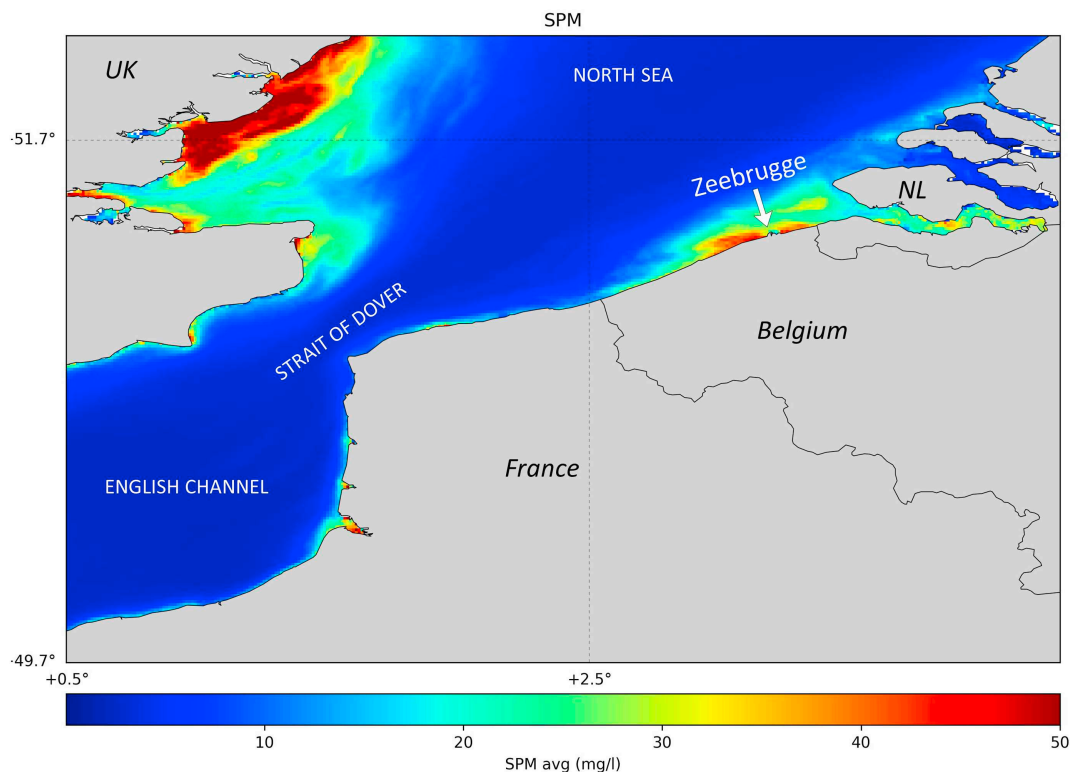 SPM
UK
NORTH SEA
-51.7°
Zeebrugge
NL
STRAIT OF DOVER
Belgium
France
ENGLISH CHANNEL
-49.7°
+0.5°
+2.5°
10
20
30
40
50
SPM avg (mg/l)